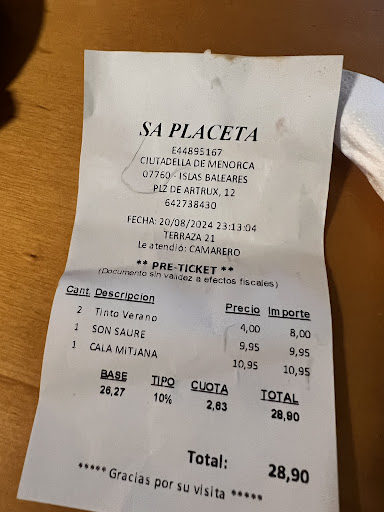 SA PLACETA
E44895167
CIUTADELLA DE MENORCA
07760 - ISLAS BALEARES
PLZ DE ARTRUX, 12
642738430
FECHA: 20/08/2024 23:13:04
TERRAZA 21
Le atendió: CAMARERO
** PRE-TICKET **
(Documento sin validez a efectos fiscales)
Cant. Descripcion Precio Importe
2 Tinto Verano 4,00 8,00
1 SON SAURE 9,95 9,95
1 CALA MITJANA 10,95 10,95
BASE TIPO CUOTA TOTAL
26,27 10% 2,63 28,90
Total: 28,90
***** Gracias por su visita *****